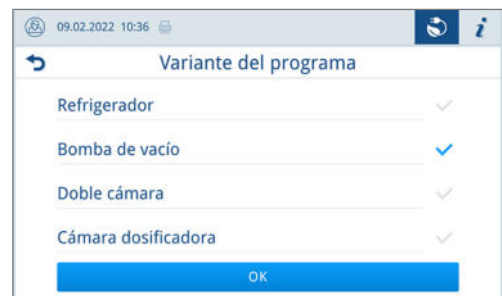 09.02.2022 10:36
i
Variante del programa
Refrigerador
Bomba de vacío
Doble cámara
Cámara dosificadora
OK